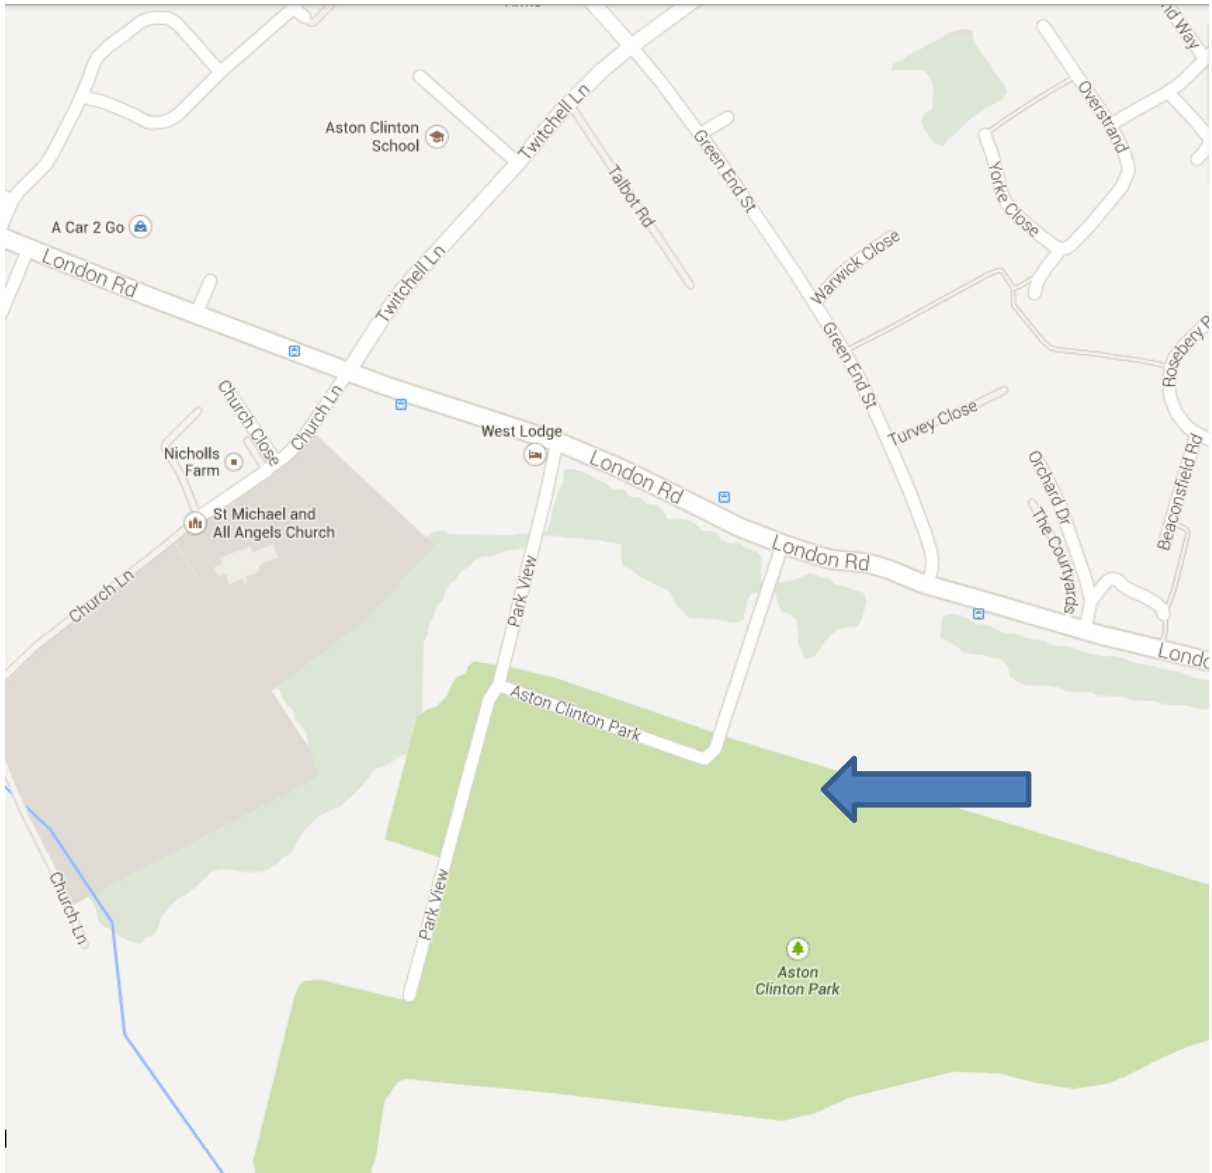 Twitchell Ln
Overstrand
Aston Clinton
School
Green End St
Talbot Rd
Yorke Close
A Car 2 Go
London Rd
Twitchell Ln
Warwick Close
Green End St
Church Close
Church Ln
Turvey Close
West Lodge
Nicholls
Farm
London Rd
Orchard Dr
The Courtyards
Beaconsfield Rd
St Michael and
All Angels Church
London Rd
Church Ln
Park View
Aston Clinton Park
Church Ln
Park View
Aston
Clinton Park